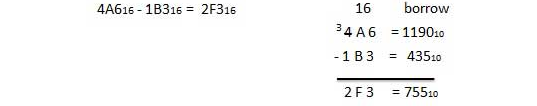 4A6₁₆ - 1B3₁₆ = 2F3₁₆
16 borrow
³4 A 6 = 1190₁₀
- 1 B 3 = 435₁₀
2 F 3 = 755₁₀